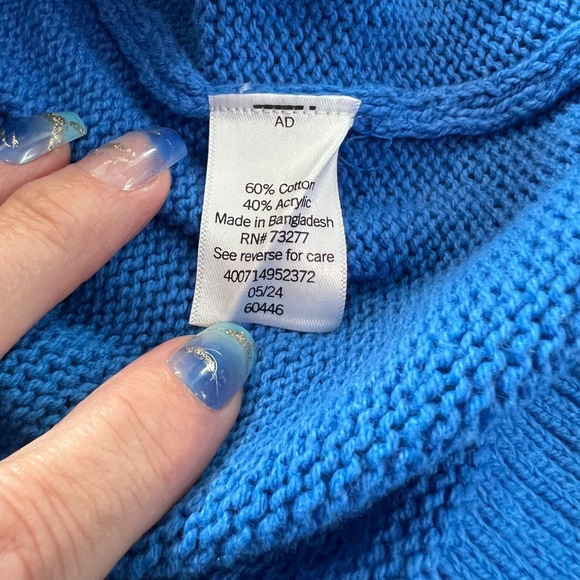 AD
60% Cotton
40% Acrylic
Made in Bangladesh
RN# 73277
See reverse for care
400714952372
05/24
60446